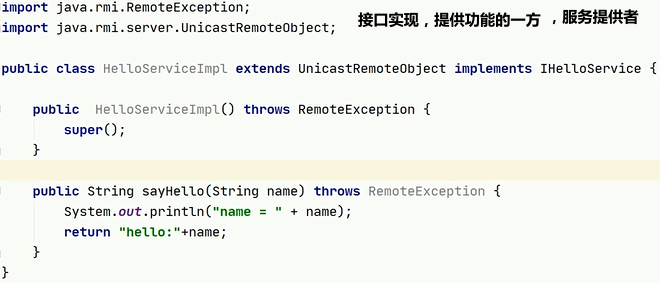 import java.rmi.RemoteException;
import java.rmi.server.UnicastRemoteObject;
接口实现，提供功能的一方 ，服务提供者
public class HelloServiceImpl extends UnicastRemoteObject implements IHelloService {
public  HelloServiceImpl() throws RemoteException {
super();
}
public String sayHello(String name) throws RemoteException {
System.out.println("name = " + name);
return "hello:"+name;
}
}